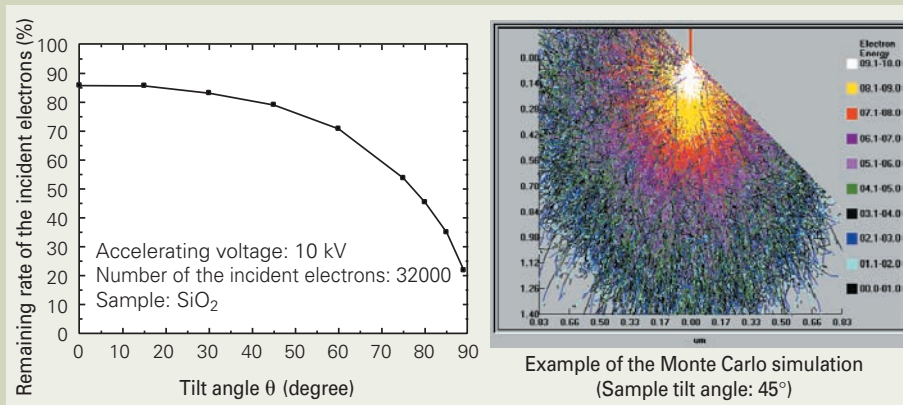 Remaining rate of the incident electrons (%)
100
90
80
70
60
50
40
30
20
10
0
0 10 20 30 40 50 60 70 80 90
Accelerating voltage: 10 kV
Number of the incident electrons: 32000
Sample: SiO₂
Tilt angle θ (degree)
Electron
Energy
09.1-10.0
08.1-09.0
07.1-08.0
06.1-07.0
05.1-06.0
04.1-05.0
03.1-04.0
02.1-03.0
01.1-02.0
00.0-01.0
0.00
0.14
0.28
0.42
0.56
0.70
0.84
0.98
1.12
1.26
1.40
0.83 0.66 0.50 0.33 0.17 0.00 0.17 0.33 0.50 0.66 0.83
um
Example of the Monte Carlo simulation
(Sample tilt angle: 45°)